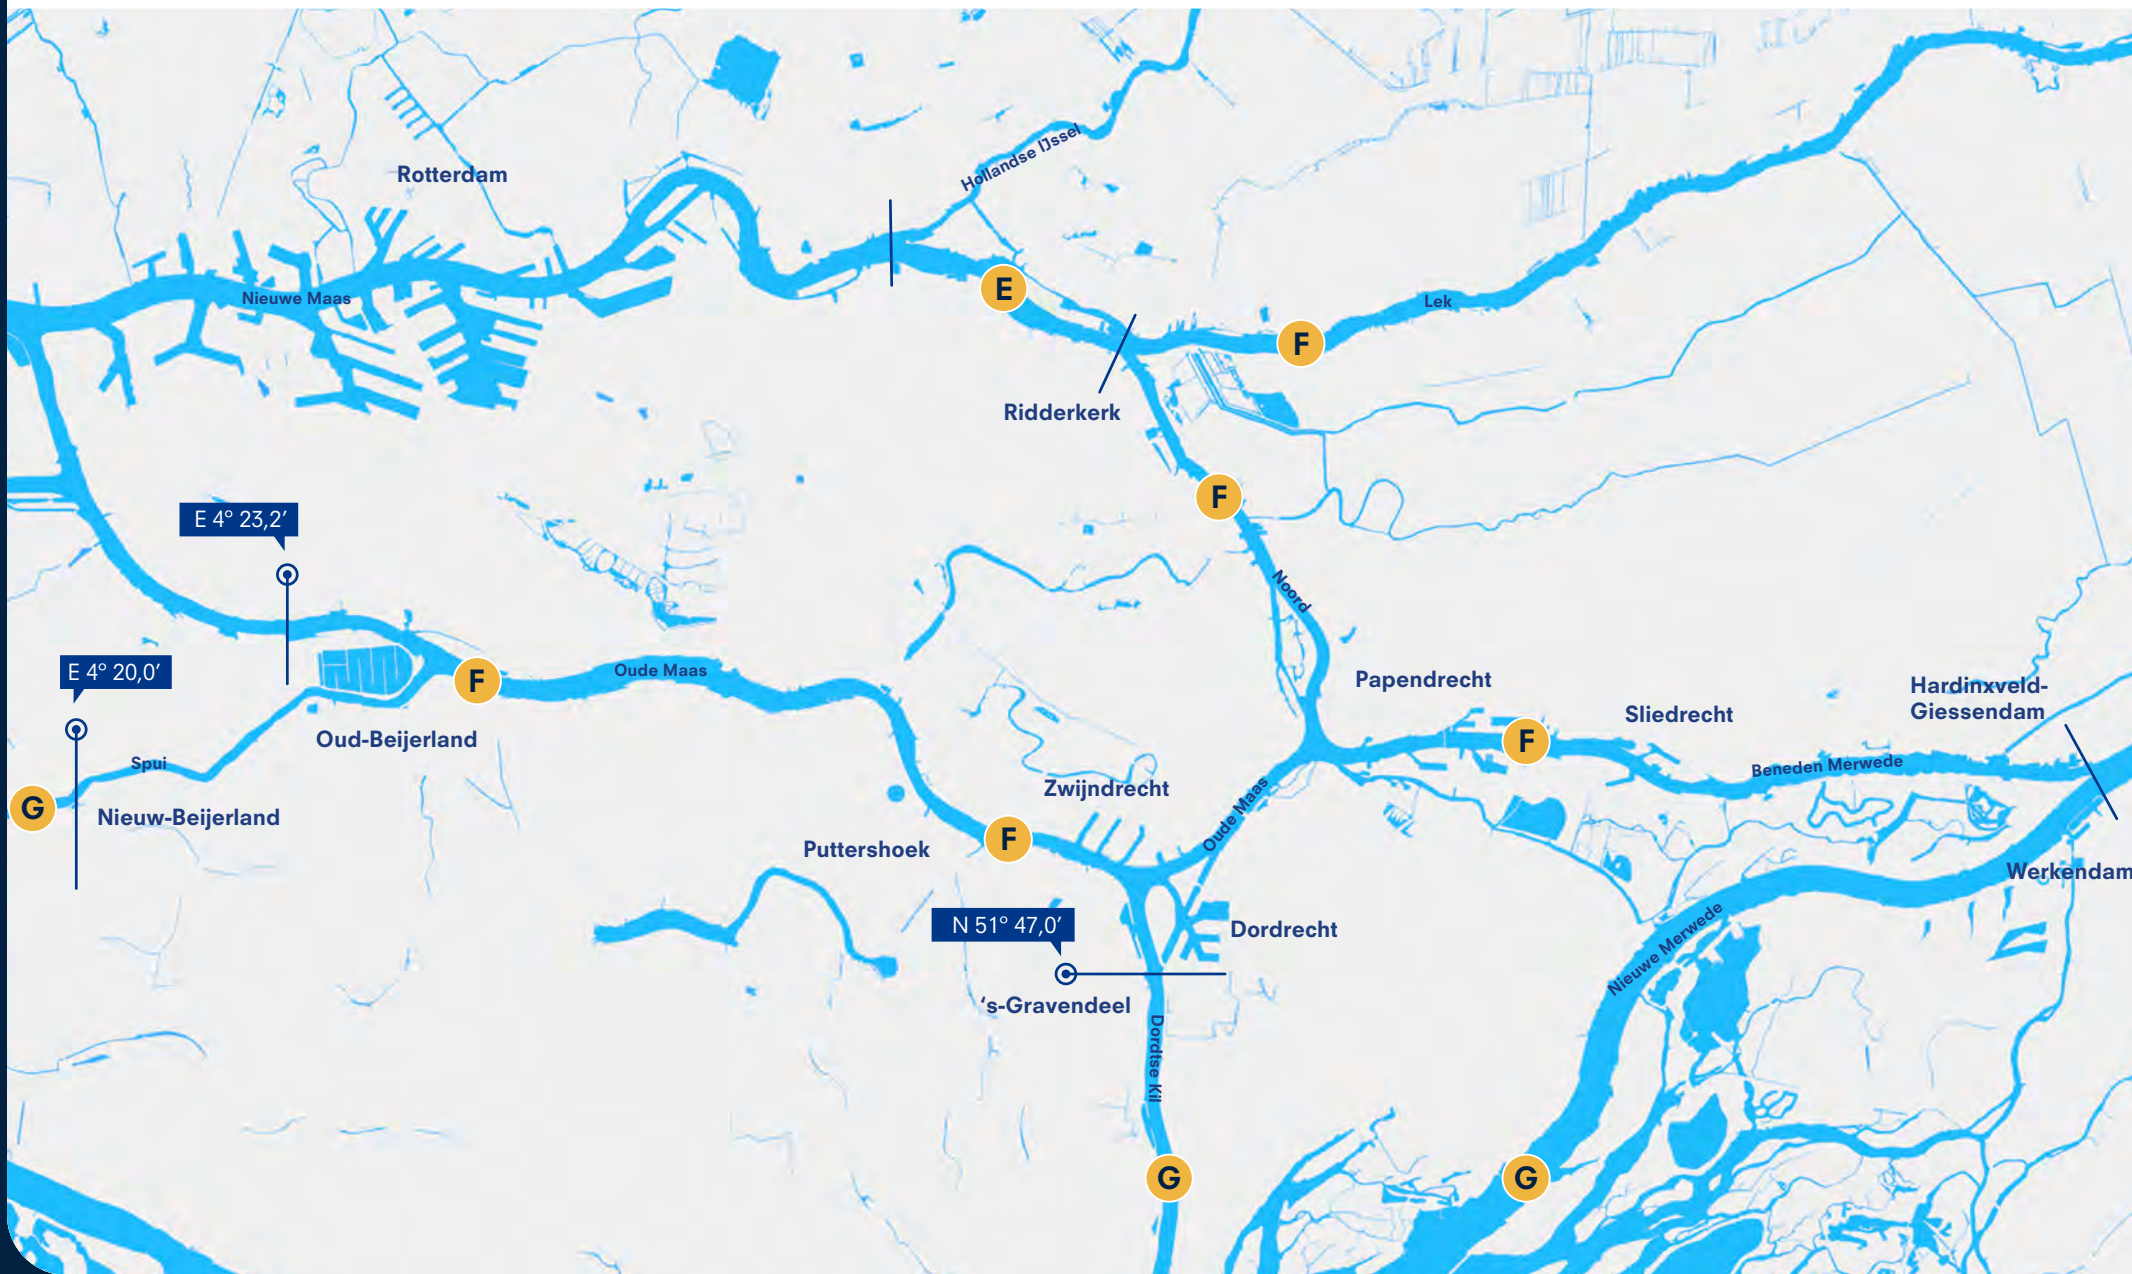 Hollandse IJssel
Rotterdam
Nieuwe Maas
E
Lek
F
Ridderkerk
F
E 4° 23,2’
Noord
E 4° 20,0’
F
Oude Maas
Papendrecht
Hardinxveld-
Giessendam
Sliedrecht
F
Oud-Beijerland
Spui
Beneden Merwede
G
Nieuw-Beijerland
Zwijndrecht
Oude Maas
F
Puttershoek
Werkendam
N 51° 47,0’
Dordrecht
Nieuwe Merwede
‘s-Gravendeel
Dordtse Kil
G
G